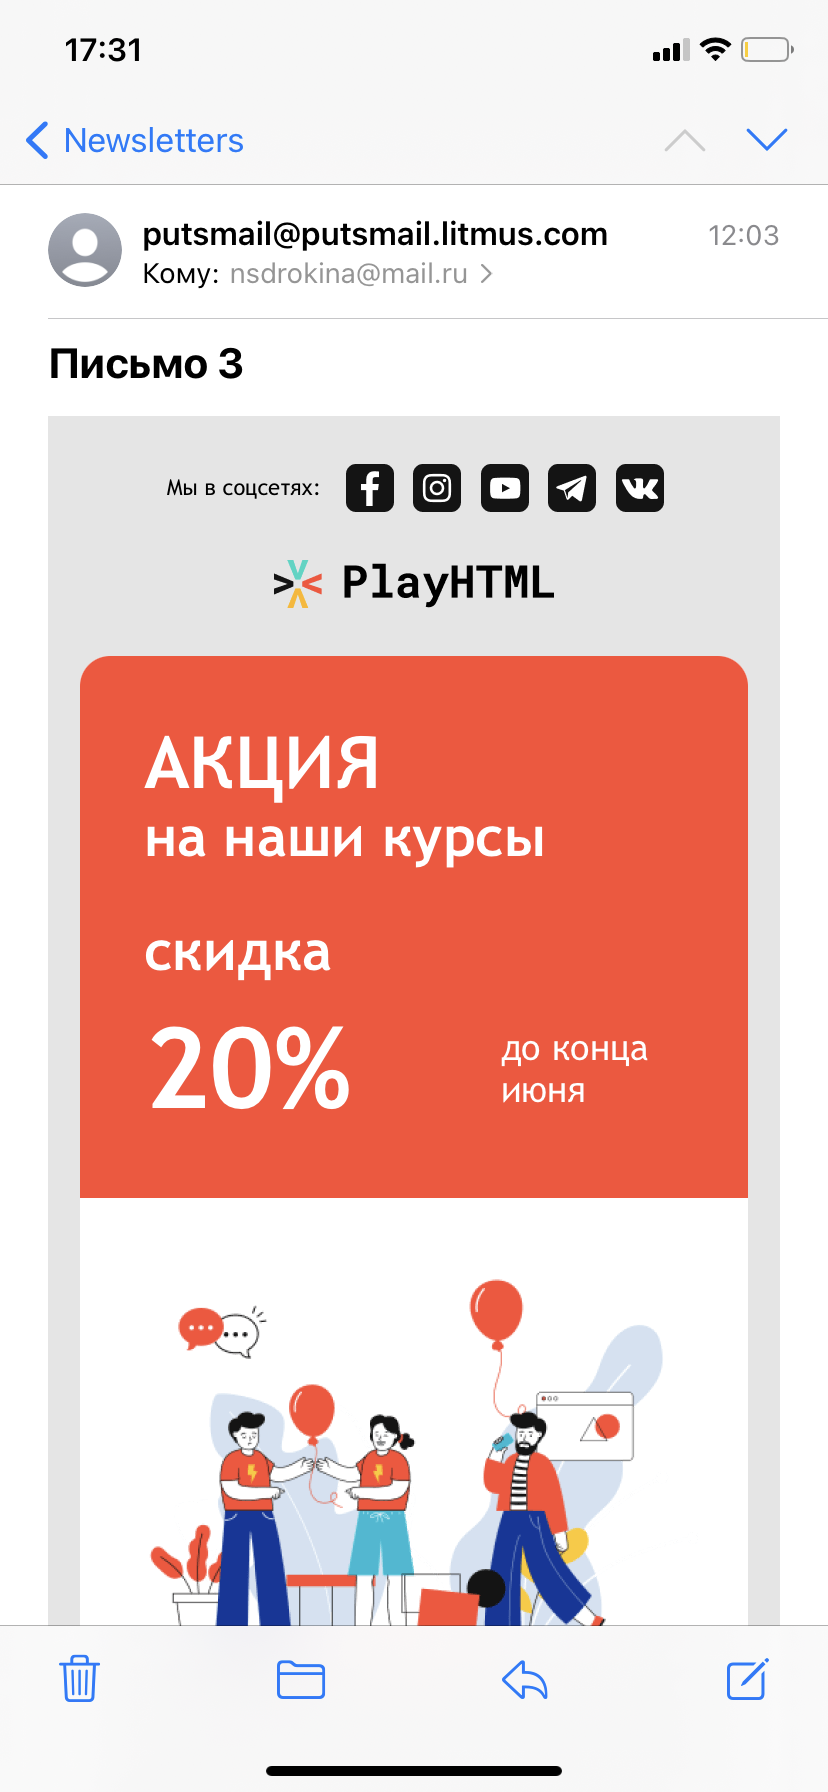 17:31
Newsletters
putsmail@putsmail.litmus.com 12:03
Кому: nsdrokina@mail.ru
Письмо 3
Мы в соцсетях:
PlayHTML
АКЦИЯ
на наши курсы
скидка
20%
до конца
июня